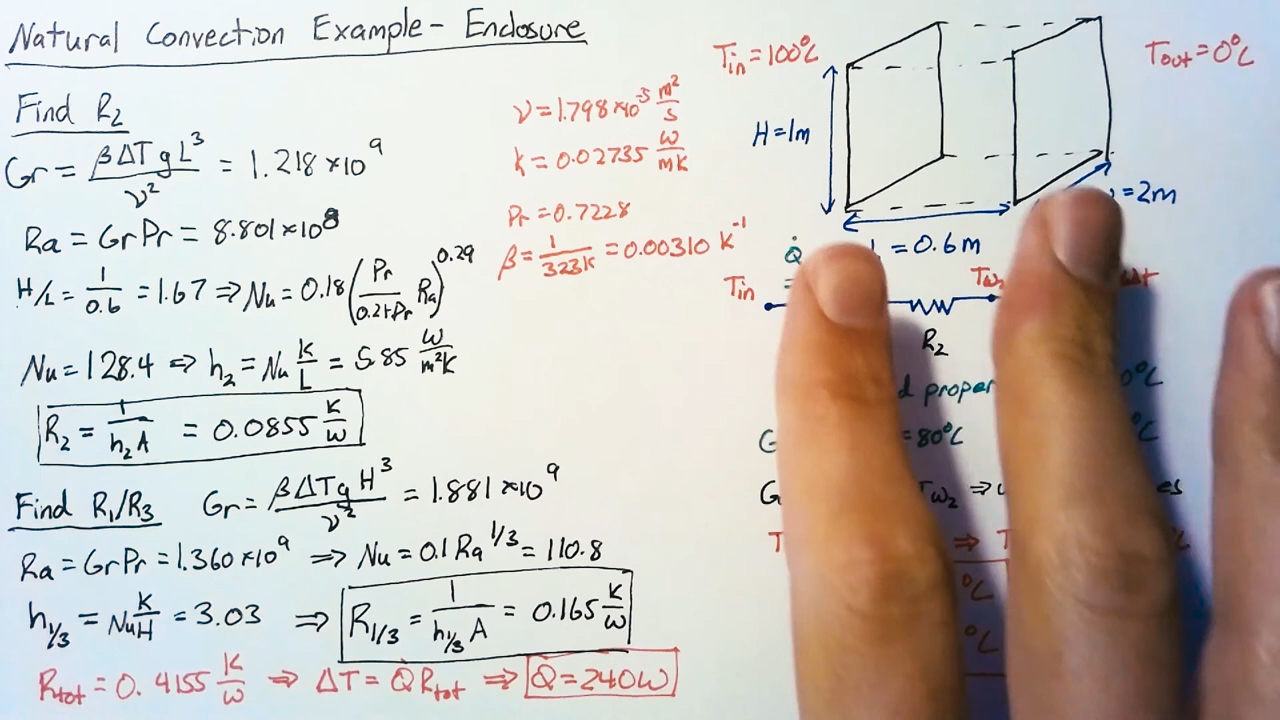 Natural Convection Example - Enclosure
Find R₂
Gr = βΔTgL³/ν² = 1.218×10⁹
Ra = GrPr = 8.801×10⁸
H/L = 1/0.6 = 1.67 ⇒ Nu = 0.18(Pr/(0.2+Pr) Ra)^0.29
Nu = 128.4 ⇒ h₂ = Nu k/L = 5.85 W/m²K
R₂ = 1/(h₂A) = 0.0855 K/W
Find R₁/R₃ Gr = βΔTgH³/ν² = 1.881×10⁹
Ra = GrPr = 1.360×10⁹ ⇒ Nu = 0.1Ra^1/3 = 110.8
h₁/₃ = Nu k/H = 3.03 ⇒ R₁/₃ = 1/(h₁/₃A) = 0.165 K/W
Rtot = 0.4155 K/W ⇒ ΔT = Q̇Rtot ⇒ Q̇ = 240W
ν = 1.798×10⁻⁵ m²/s
k = 0.02735 W/mK
Pr = 0.7228
β = 1/323K = 0.00310 K⁻¹
Tin = 100°C
Tout = 0°C
H = 1m
= 2m
= 0.6m
Q̇
Tin
R₂
= 80°C
Tw₂ ⇒
°C
°C